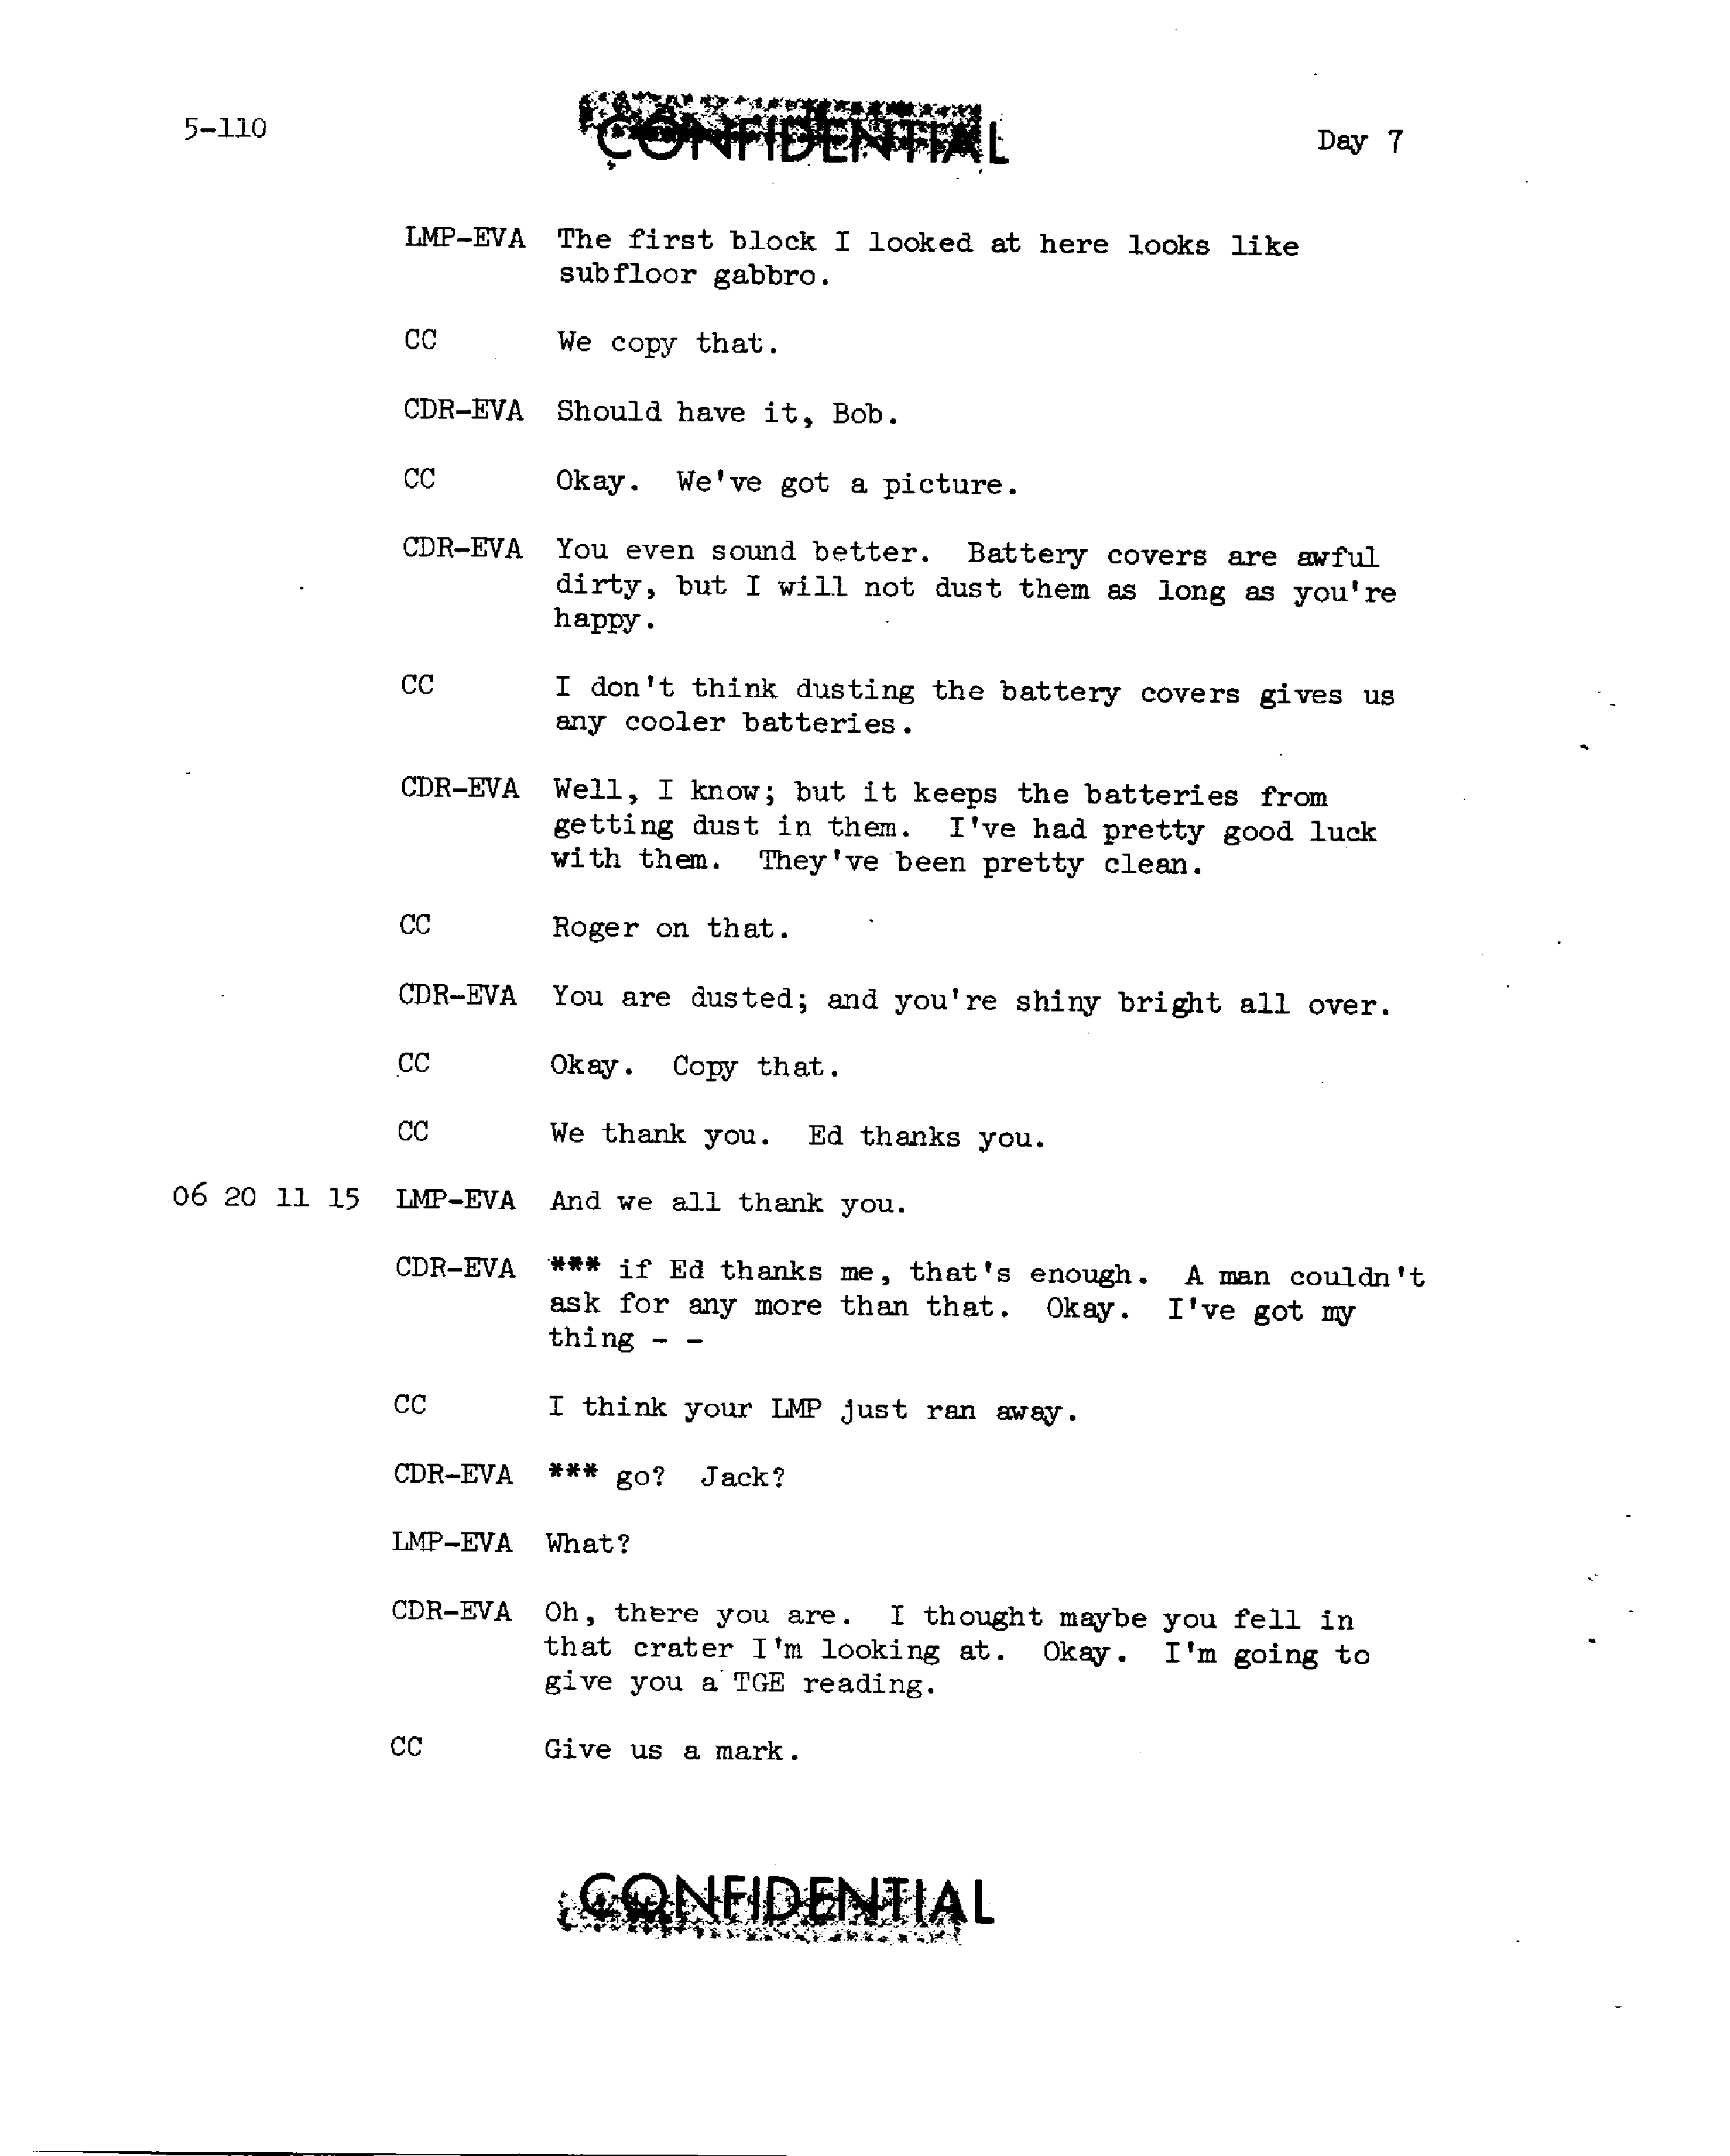 5-110
CONFIDENTIAL
Day 7
LMP-EVA The first block I looked at here looks like
subfloor gabbro.
CC We copy that.
CDR-EVA Should have it, Bob.
CC Okay. We've got a picture.
CDR-EVA You even sound better. Battery covers are awful
dirty, but I will not dust them as long as you're
happy.
CC I don't think dusting the battery covers gives us
any cooler batteries.
CDR-EVA Well, I know; but it keeps the batteries from
getting dust in them. I've had pretty good luck
with them. They've been pretty clean.
CC Roger on that.
CDR-EVA You are dusted; and you're shiny bright all over.
CC Okay. Copy that.
CC We thank you. Ed thanks you.
06 20 11 15 LMP-EVA And we all thank you.
CDR-EVA *** if Ed thanks me, that's enough. A man couldn't
ask for any more than that. Okay. I've got my
thing - -
CC I think your LMP just ran away.
CDR-EVA *** go? Jack?
LMP-EVA What?
CDR-EVA Oh, there you are. I thought maybe you fell in
that crater I'm looking at. Okay. I'm going to
give you a TGE reading.
CC Give us a mark.
CONFIDENTIAL